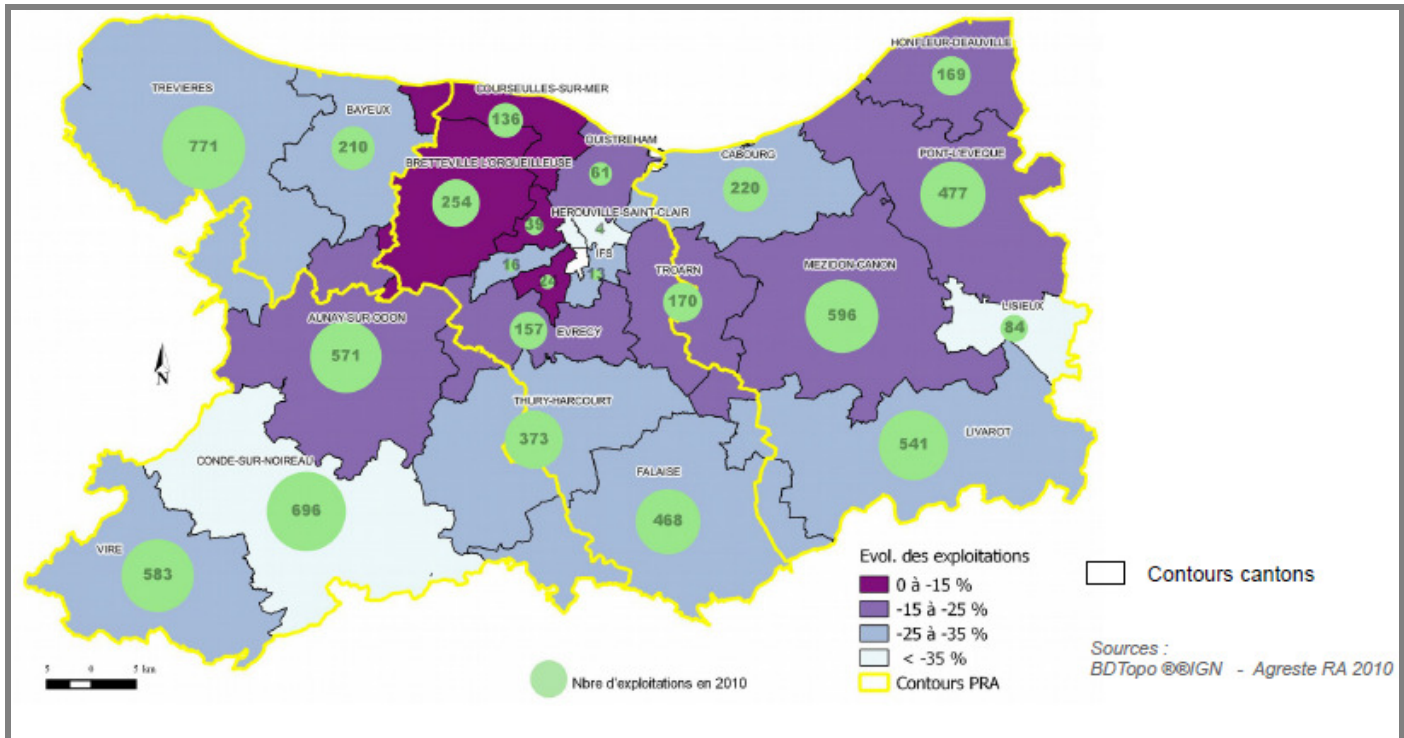 HONFLEUR-DEAUVILLE
169
TREVIERES
771
BAYEUX
210
COURSEULLES-SUR-MER
136
OUISTREHAM
61
BRETTEVILLE-L'ORGUEILLEUSE
254
CABOURG
220
PONT-L'EVEQUE
477
39
HEROUVILLE-SAINT-CLAIR
4
16
IFS
13
24
TROARN
170
MEZIDON-CANON
596
LISIEUX
84
AUNAY-SUR-ODON
571
157
EVRECY
N
THURY-HARCOURT
373
541
LIVAROT
CONDE-SUR-NOIREAU
696
FALAISE
468
VIRE
583
5 0 5 km
Nbre d'exploitations en 2010
Evol. des exploitations
0 à -15 %
-15 à -25 %
-25 à -35 %
< -35 %
Contours PRA
Contours cantons
Sources :
BDTopo ®®IGN - Agreste RA 2010